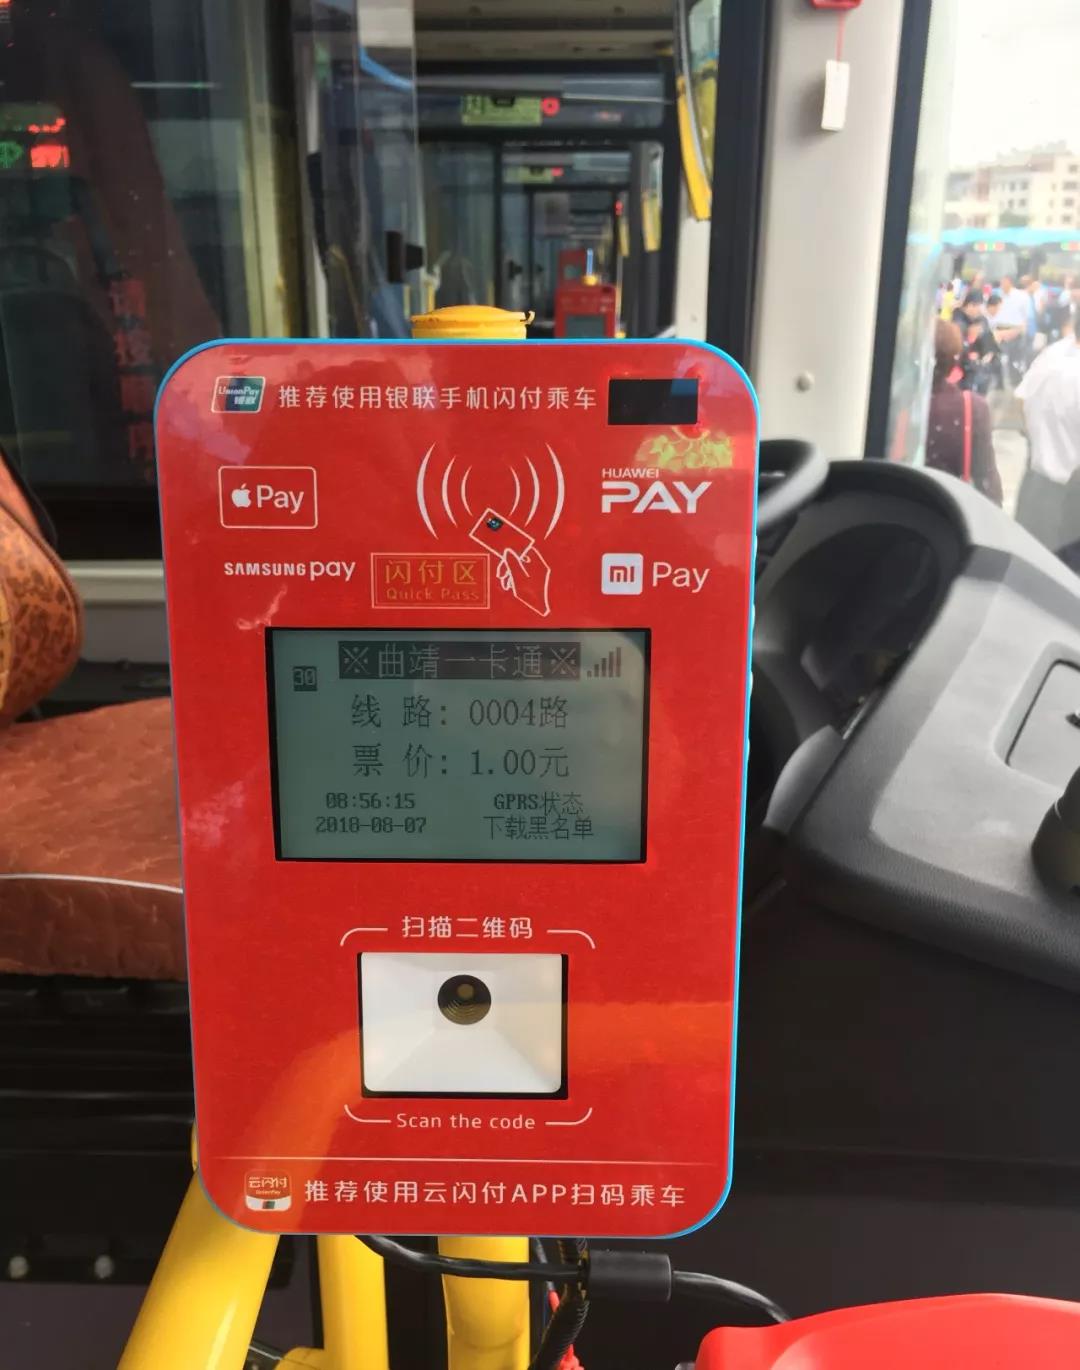 UnionPay 银联 推荐使用银联手机闪付乘车
Pay
HUAWEI
PAY
SAMSUNG pay
闪付区
Quick Pass
mi Pay
※曲靖一卡通※
30
线 路: 0004路
票 价: 1.00元
08:56:15 GPRS状态
2018-08-07 下载黑名单
扫描二维码
Scan the code
云闪付
UnionPay
推荐使用云闪付APP扫码乘车